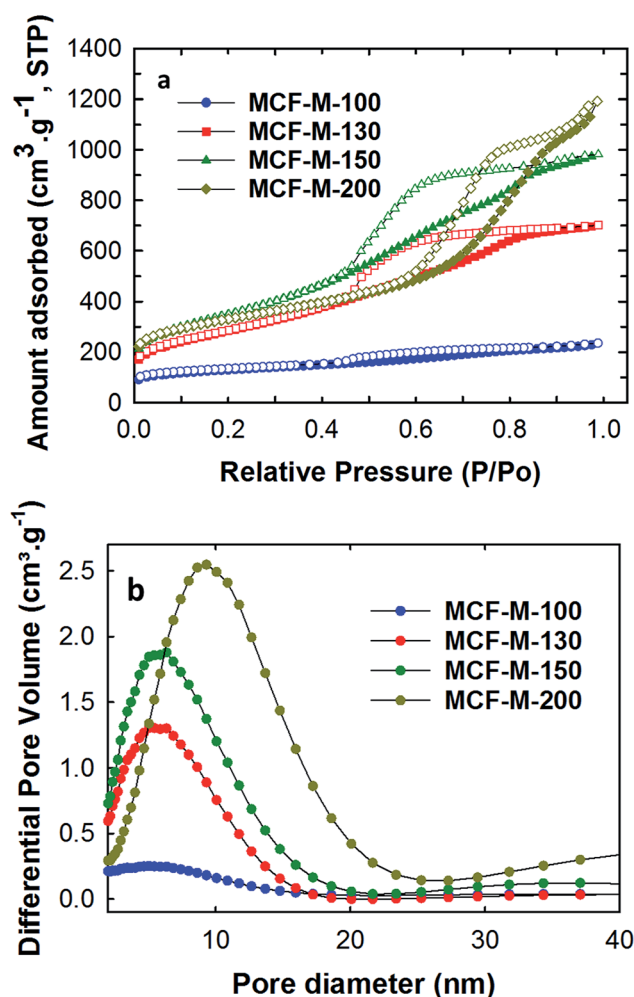 a
MCF-M-100
MCF-M-130
MCF-M-150
MCF-M-200
Amount adsorbed (cm³.g⁻¹, STP)
1400
1200
1000
800
600
400
200
0
0.0 0.2 0.4 0.6 0.8 1.0
Relative Pressure (P/Po)
b
MCF-M-100
MCF-M-130
MCF-M-150
MCF-M-200
Differential Pore Volume (cm³.g⁻¹)
2.5
2.0
1.5
1.0
0.5
0.0
10 20 30 40
Pore diameter (nm)